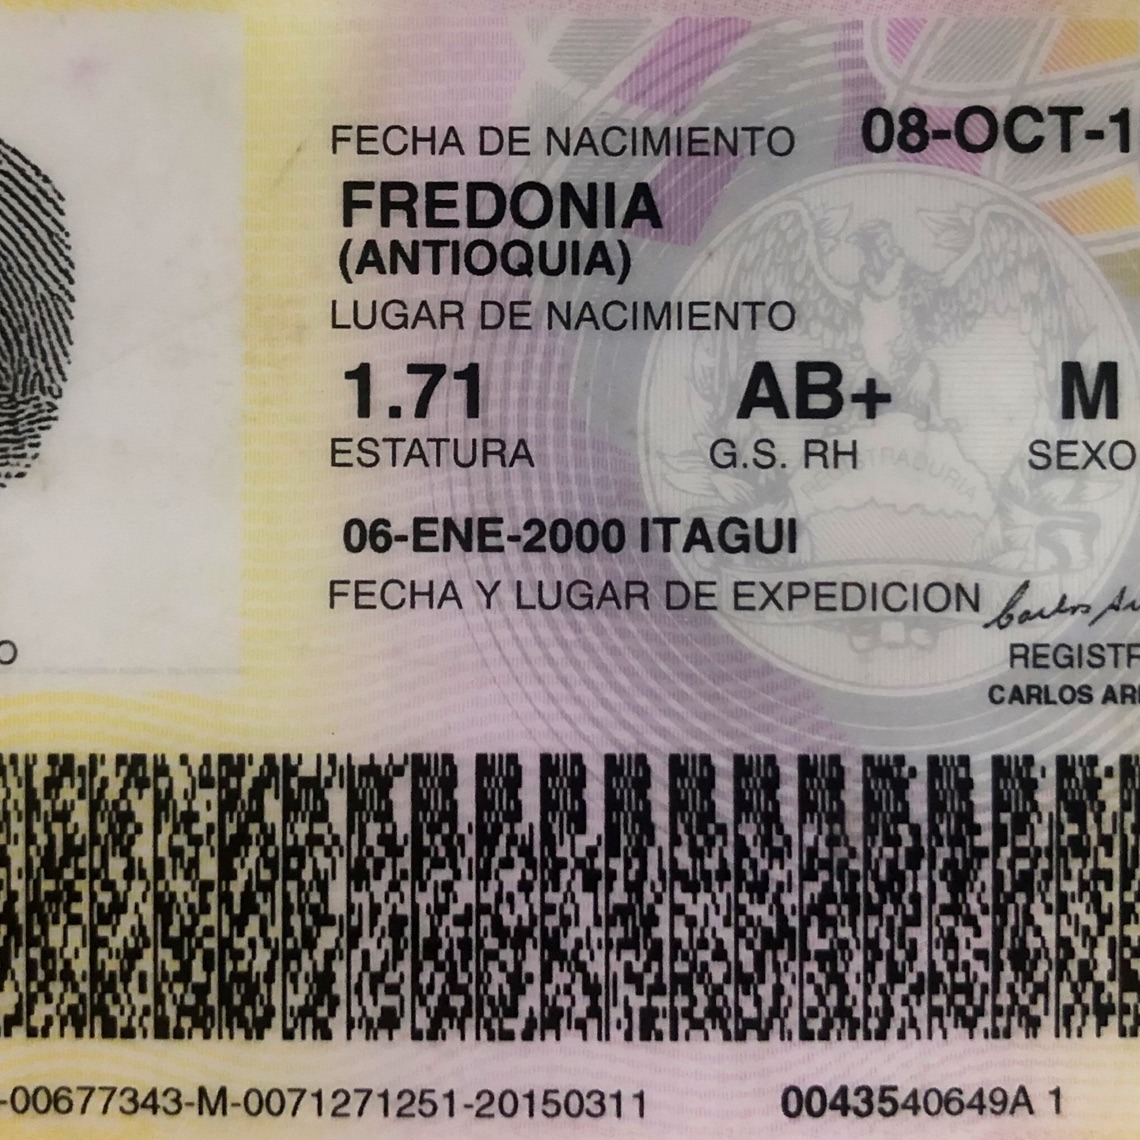 FECHA DE NACIMIENTO 08-OCT-1
FREDONIA
(ANTIOQUIA)
LUGAR DE NACIMIENTO
1.71 AB+ M
ESTATURA G.S. RH SEXO
06-ENE-2000 ITAGUI
FECHA Y LUGAR DE EXPEDICION
O
REGISTR
CARLOS ARI
-00677343-M-0071271251-20150311 0043540649A 1